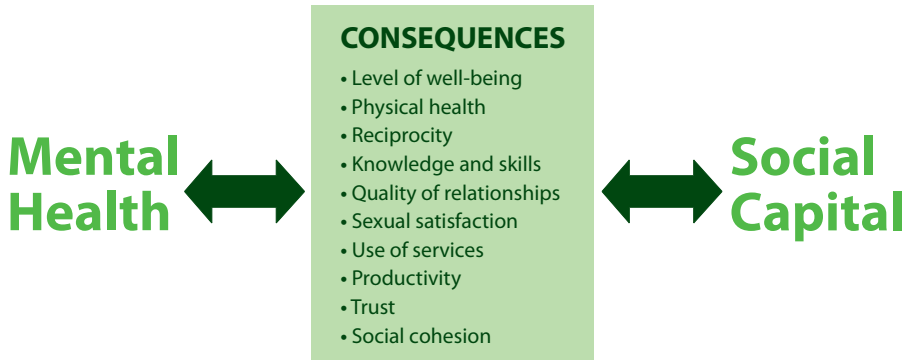 Mental
Health
CONSEQUENCES
• Level of well-being
• Physical health
• Reciprocity
• Knowledge and skills
• Quality of relationships
• Sexual satisfaction
• Use of services
• Productivity
• Trust
• Social cohesion
Social
Capital